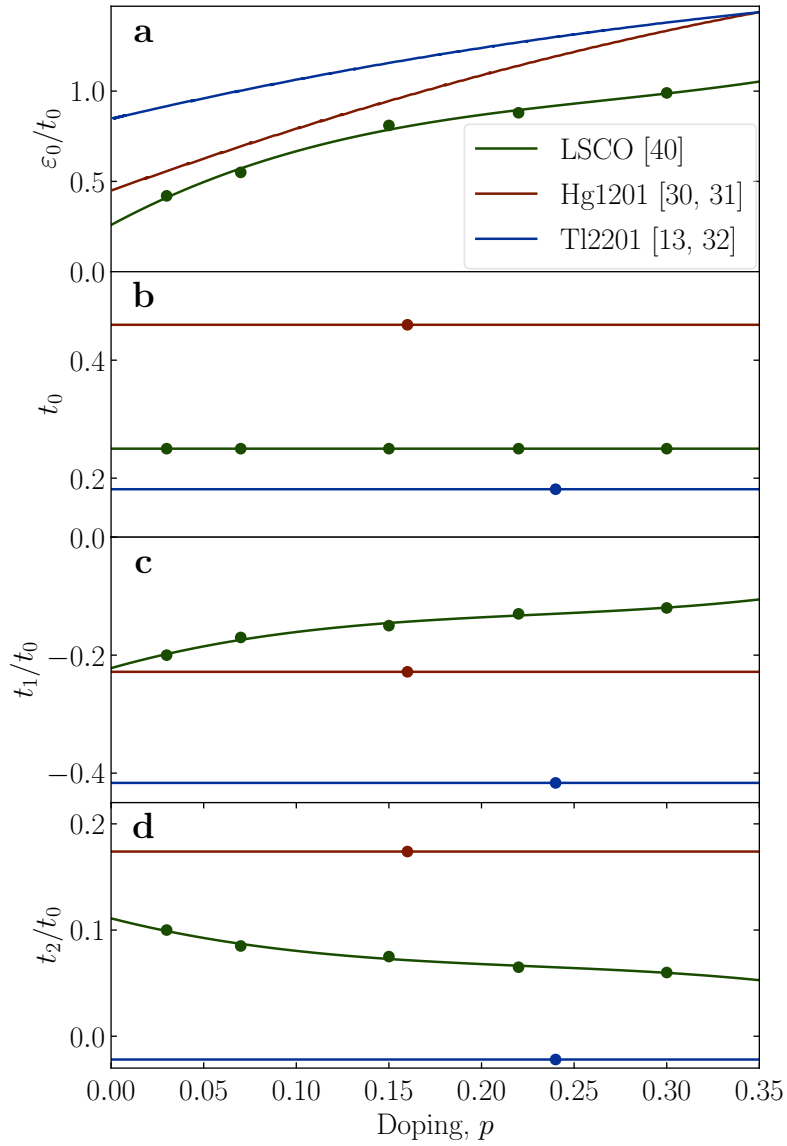 a
1.0
0.5
0.0
ε₀/t₀
LSCO [40]
Hg1201 [30, 31]
Tl2201 [13, 32]
b
0.4
0.2
0.0
t₀
c
−0.2
−0.4
t₁/t₀
d
0.2
0.1
0.0
t₂/t₀
0.00 0.05 0.10 0.15 0.20 0.25 0.30 0.35
Doping, p